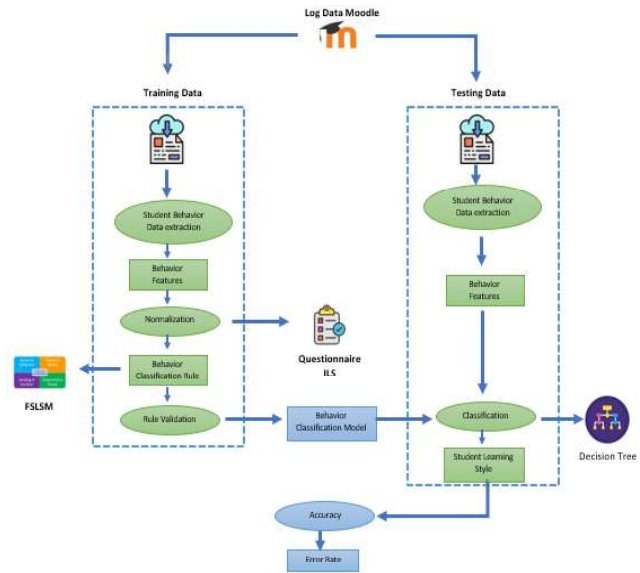 Log Data Moodle
Training Data
Testing Data
Student Behavior
Data extraction
Behavior
Features
Normalization
Questionnaire
ILS
Behavior
Classification Rule
FSLSM
Rule Validation
Behavior
Classification Model
Student Behavior
Data extraction
Behavior
Features
Classification
Decision Tree
Student Learning
Style
Accuracy
Error Rate